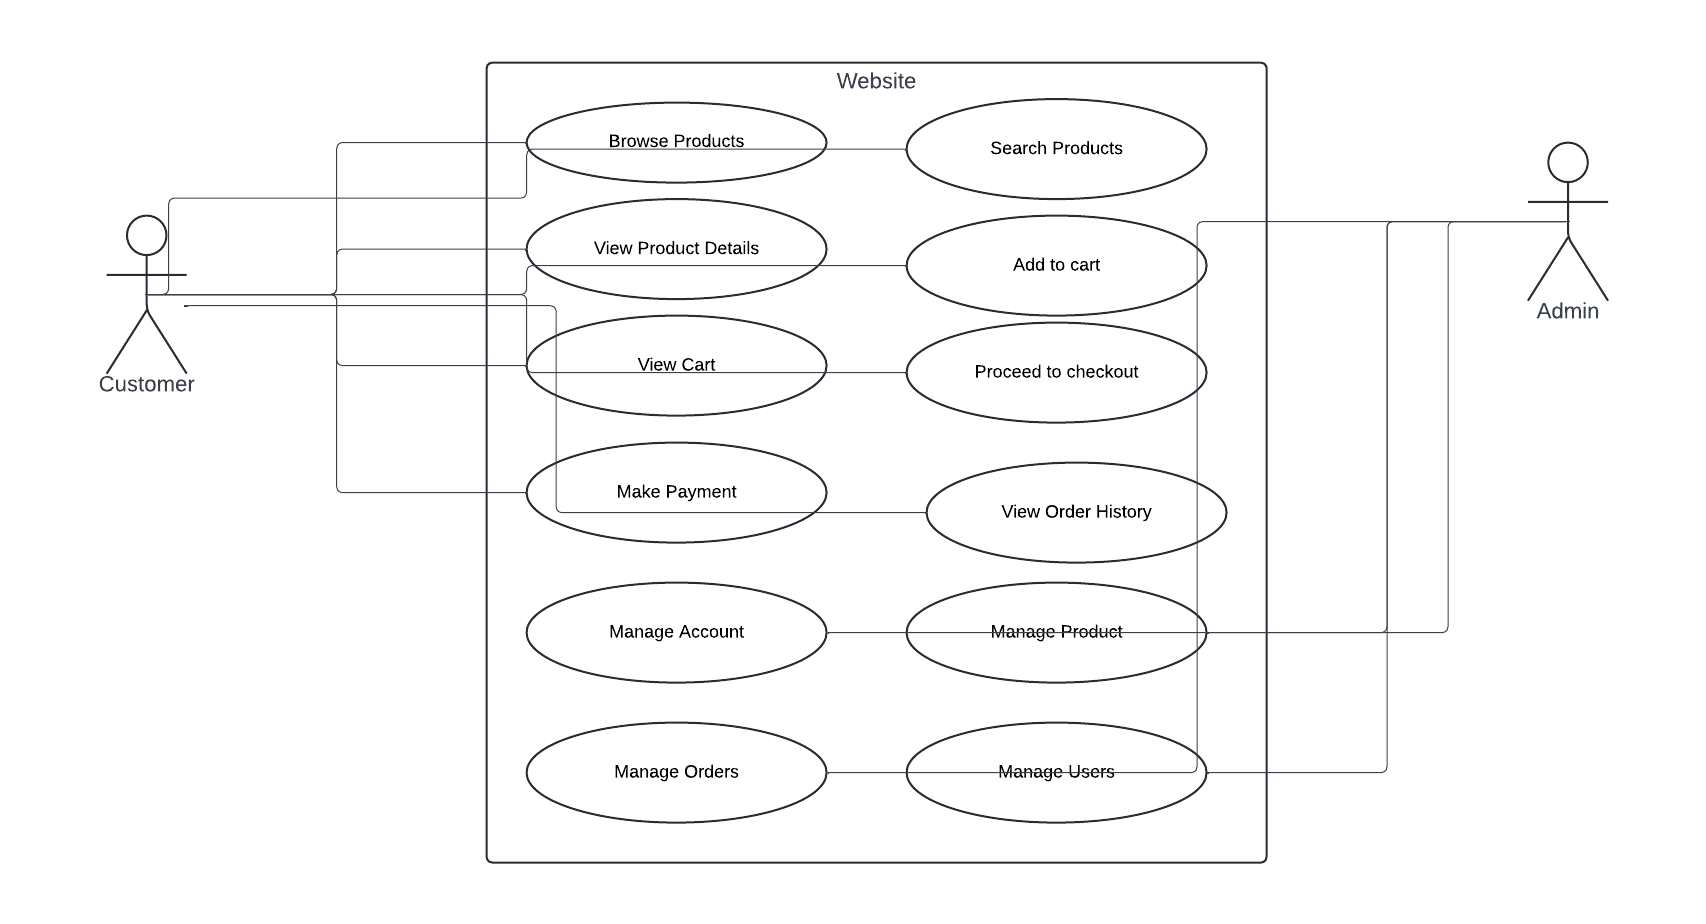 Website
Browse Products
Search Products
View Product Details
Add to cart
Customer
Admin
View Cart
Proceed to checkout
Make Payment
View Order History
Manage Account
Manage Product
Manage Orders
Manage Users